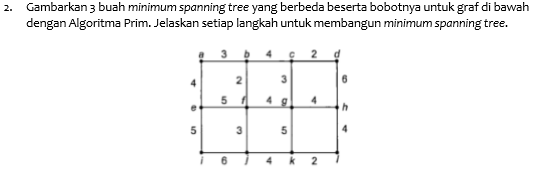 2. Gambarkan 3 buah minimum spanning tree yang berbeda beserta bobotnya untuk graf di bawah
dengan Algoritma Prim. Jelaskan setiap langkah untuk membangun minimum spanning tree.
a 3 b 4 c 2 d
4 2 3 6
e 5 f 4 g 4 h
5 3 5 4
i 6 j 4 k 2 l